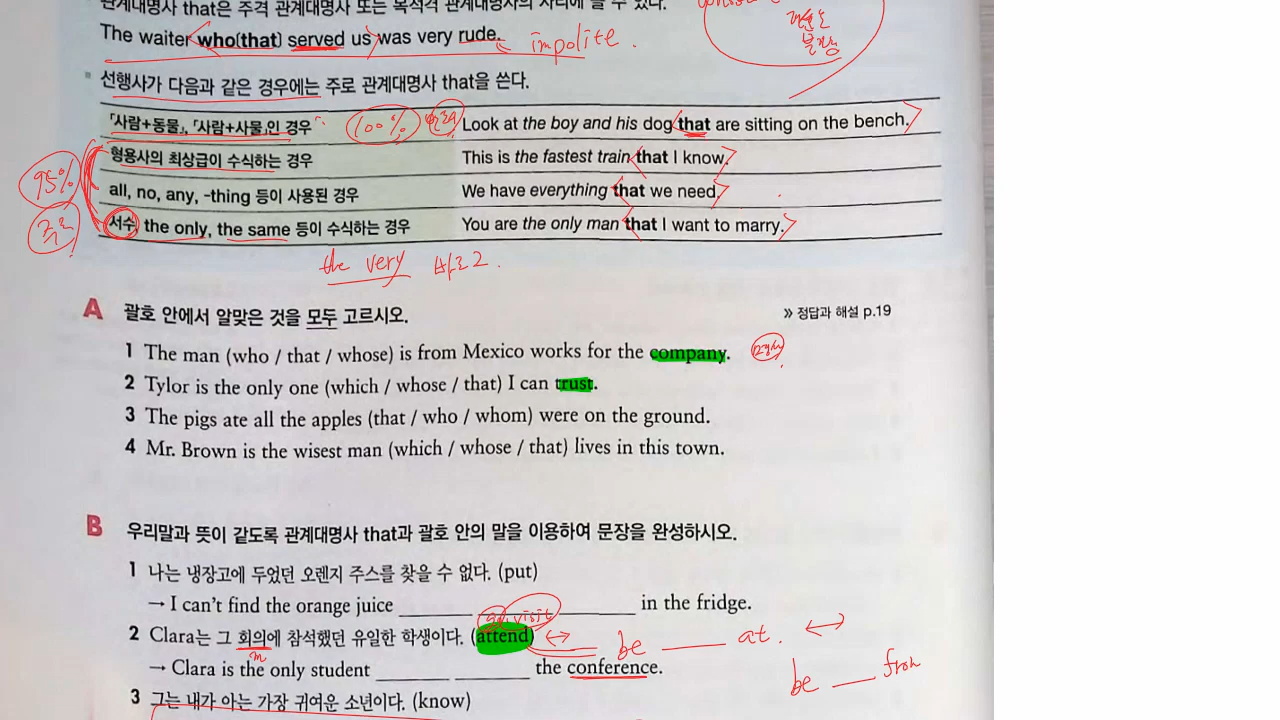 관계대명사 that은 주격 관계대명사 또는 목적격 관계대명사의 자리에 쓸 수 있다.
The waiter who(that) served us was very rude. impolite.
선행사가 다음과 같은 경우에는 주로 관계대명사 that을 쓴다.
「사람+동물」, 「사람+사물」인 경우 100% Look at the boy and his dog that are sitting on the bench.
95% 형용사의 최상급이 수식하는 경우 This is the fastest train that I know.
all, no, any, -thing 등이 사용된 경우 We have everything that we need.
주로 서수, the only, the same 등이 수식하는 경우 You are the only man that I want to marry.
the very 바로 그
A 괄호 안에서 알맞은 것을 모두 고르시오. » 정답과 해설 p.19
1 The man (who / that / whose) is from Mexico works for the company.
2 Tylor is the only one (which / whose / that) I can trust.
3 The pigs ate all the apples (that / who / whom) were on the ground.
4 Mr. Brown is the wisest man (which / whose / that) lives in this town.
B 우리말과 뜻이 같도록 관계대명사 that과 괄호 안의 말을 이용하여 문장을 완성하시오.
1 나는 냉장고에 두었던 오렌지 주스를 찾을 수 없다. (put)
→ I can't find the orange juice ______ ______ ______ in the fridge.
go, visit
2 Clara는 그 회의에 참석했던 유일한 학생이다. (attend) ↔ be ____ at. ↔
→ Clara is the only student ______ ______ the conference. be ____ from
3 그는 내가 아는 가장 귀여운 소년이다. (know)